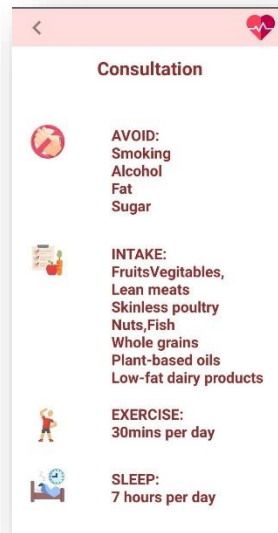 Consultation
AVOID:
Smoking
Alcohol
Fat
Sugar
INTAKE:
FruitsVegitables,
Lean meats
Skinless poultry
Nuts,Fish
Whole grains
Plant-based oils
Low-fat dairy products
EXERCISE:
30mins per day
SLEEP:
7 hours per day